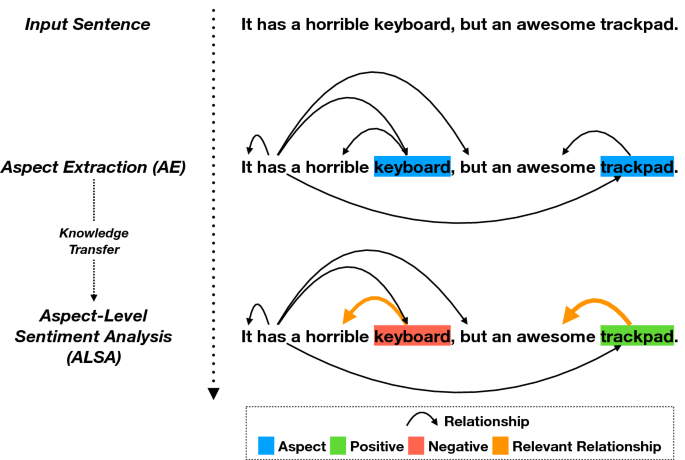 Input Sentence
It has a horrible keyboard, but an awesome trackpad.
Aspect Extraction (AE)
It has a horrible keyboard, but an awesome trackpad.
Knowledge
Transfer
Aspect-Level
Sentiment Analysis
(ALSA)
It has a horrible keyboard, but an awesome trackpad.
Relationship
Aspect Positive Negative Relevant Relationship